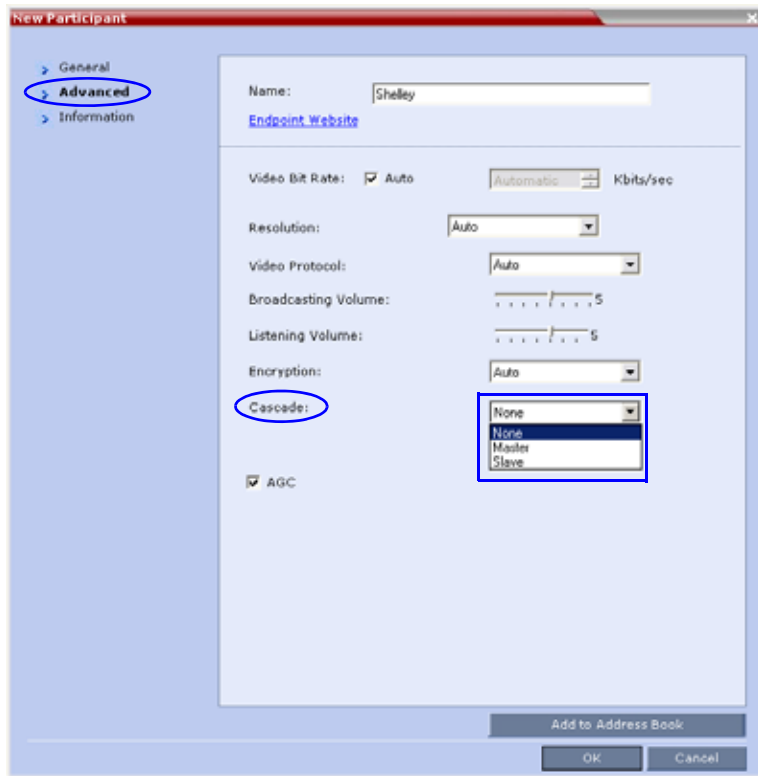 New Participant
General
Advanced
Information
Name: Shelley
Endpoint Website
Video Bit Rate: Auto Automatic Kbits/sec
Resolution: Auto
Video Protocol: Auto
Broadcasting Volume: 5
Listening Volume: 5
Encryption: Auto
Cascade: None
None
Master
Slave
AGC
Add to Address Book
OK Cancel